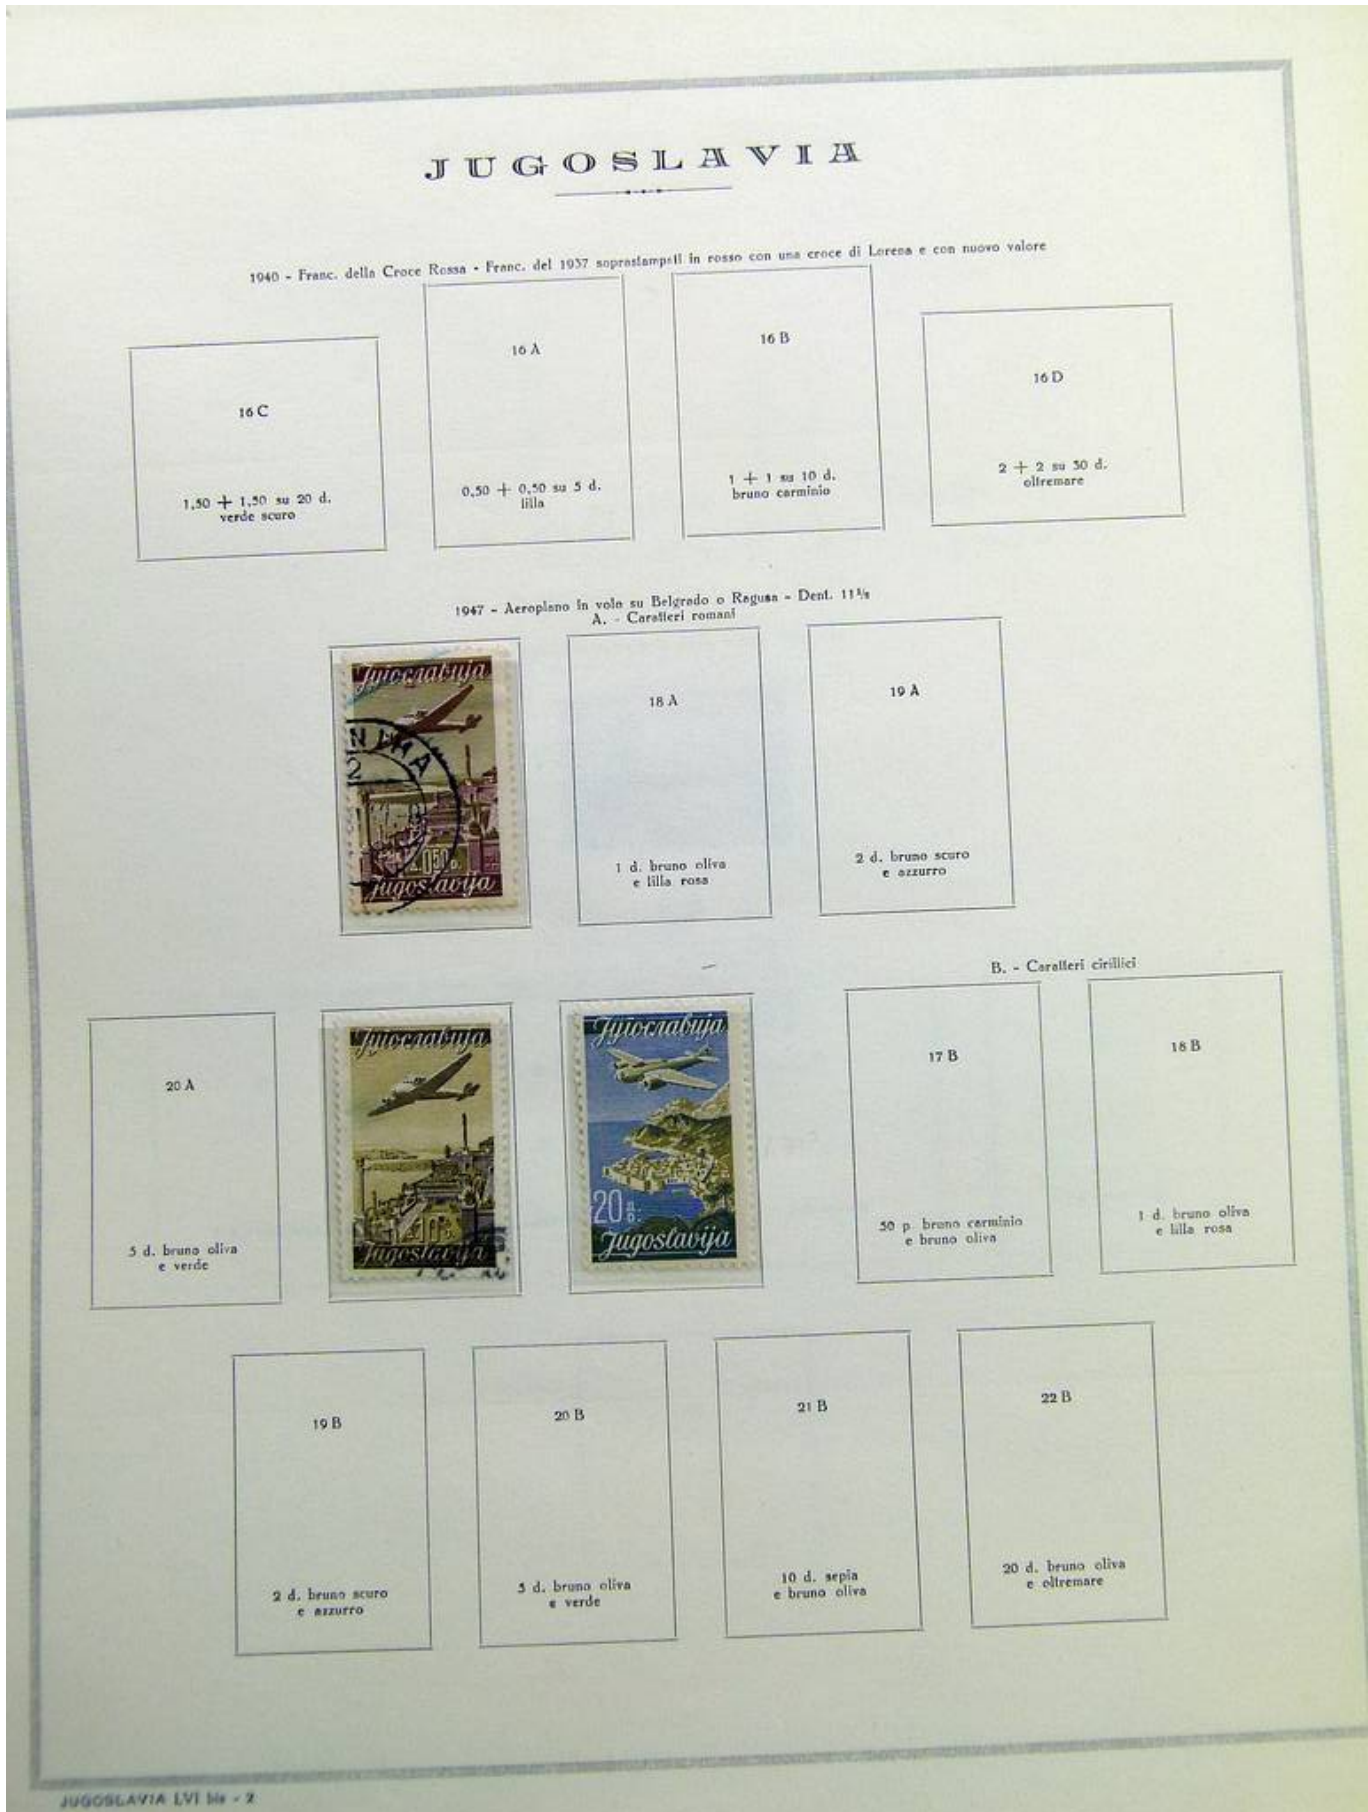 JUGOSLAVIA
1940 - Franc. della Croce Rossa - Franc. del 1937 soprastampati in rosso con una croce di Lorena e con nuovo valore
16 C
1,50 + 1,50 su 20 d.
verde scuro
16 A
0,50 + 0,50 su 5 d.
lilla
16 B
1 + 1 su 10 d.
bruno carminio
16 D
2 + 2 su 30 d.
oltremare
1947 - Aeroplano in volo su Belgrado o Ragusa - Dent. 11½
A. - Caratteri romani
Југославија
0.50
Jugoslavija
18 A
1 d. bruno oliva
e lilla rosa
19 A
2 d. bruno scuro
e azzurro
20 A
5 d. bruno oliva
e verde
Југославија
10
Jugoslavija
Југославија
20
Jugoslavija
B. - Caratteri cirillici
17 B
50 p. bruno carminio
e bruno oliva
18 B
1 d. bruno oliva
e lilla rosa
19 B
2 d. bruno scuro
e azzurro
20 B
5 d. bruno oliva
e verde
21 B
10 d. sepia
e bruno oliva
22 B
20 d. bruno oliva
e oltremare
JUGOSLAVIA LVI bis - 2